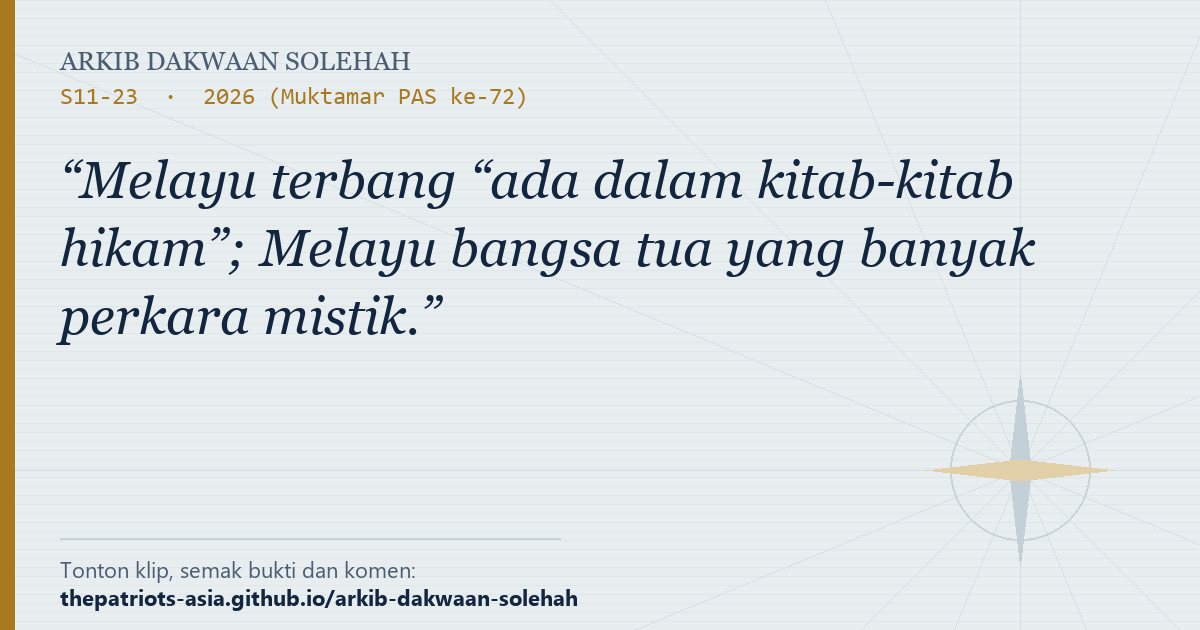 ARKIB DAKWAAN SOLEHAH
S11-23 · 2026 (Muktamar PAS ke-72)
“Melayu terbang “ada dalam kitab-kitab
hikam”; Melayu bangsa tua yang banyak
perkara mistik.”
Tonton klip, semak bukti dan komen:
thepatriots-asia.github.io/arkib-dakwaan-solehah